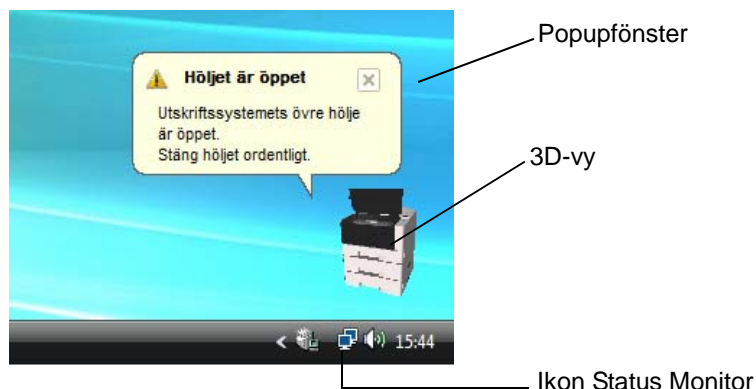 Popupfönster
Höljet är öppet
Utskriftssystemets övre hölje
är öppet.
Stäng höljet ordentligt.
3D-vy
15:44
Ikon Status Monitor